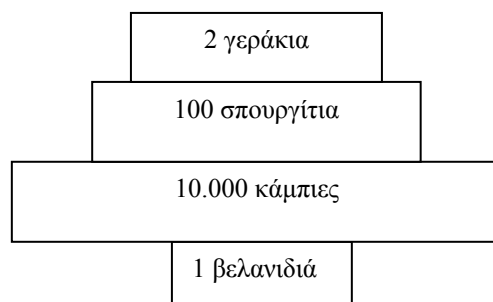 2 γεράκια
100 σπουργίτια
10.000 κάμπιες
1 βελανιδιά